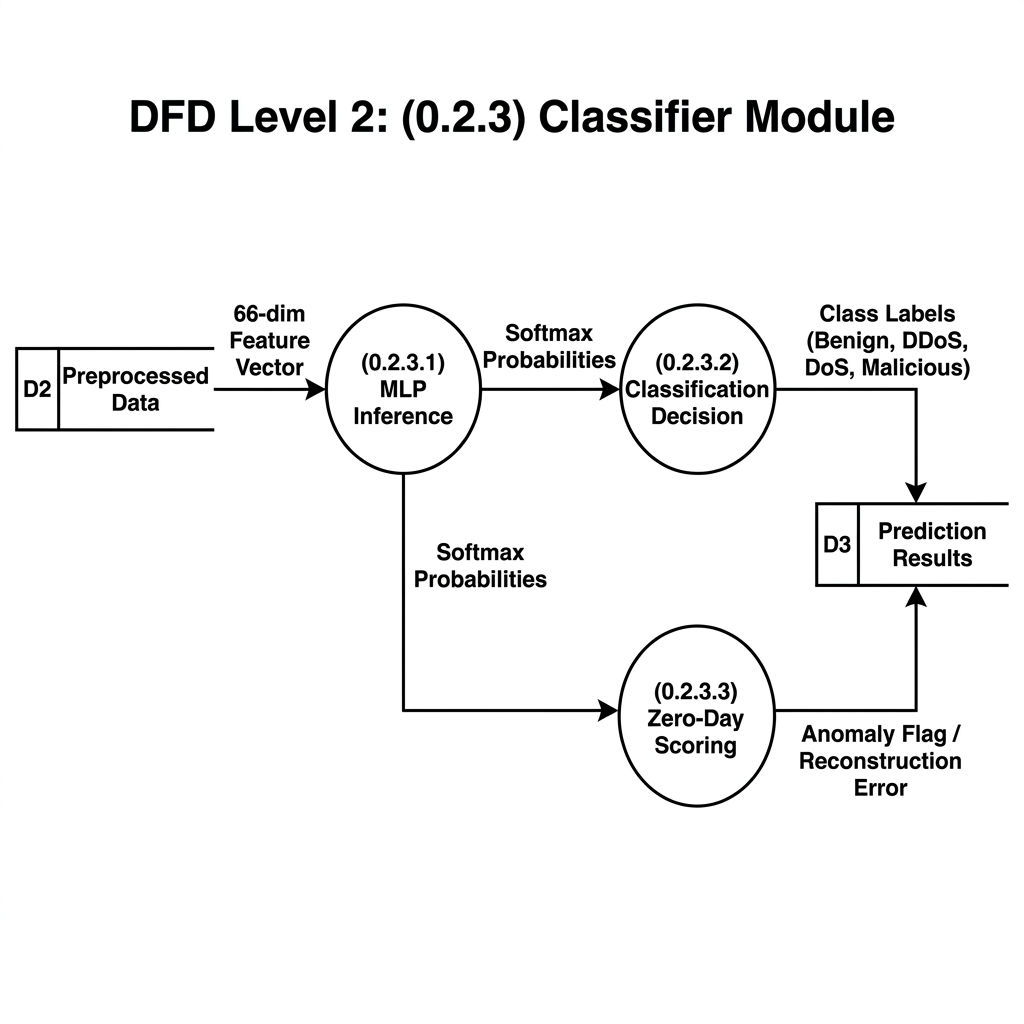 DFD Level 2: (0.2.3) Classifier Module
D2
Preprocessed
Data
66-dim
Feature
Vector
(0.2.3.1)
MLP
Inference
Softmax
Probabilities
(0.2.3.2)
Classification
Decision
Class Labels
(Benign, DDoS,
DoS, Malicious)
D3
Prediction
Results
Softmax
Probabilities
(0.2.3.3)
Zero-Day
Scoring
Anomaly Flag /
Reconstruction
Error